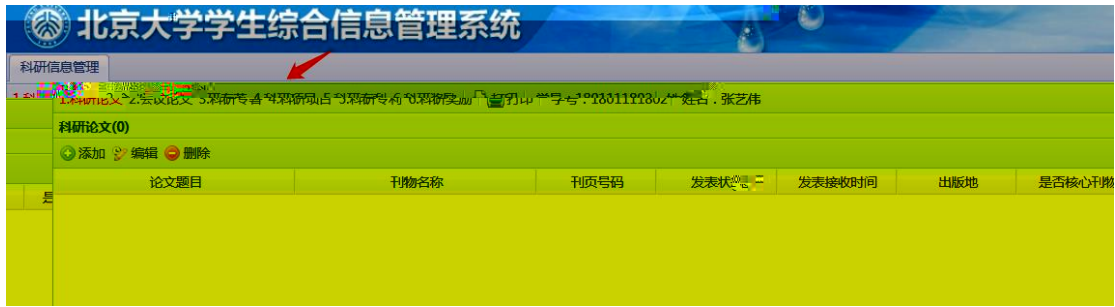 北京大学学生综合信息管理系统
科研信息管理
1.科研论文 2.会议论文 3.科研专著 4.科研项目 5.科研专利 6.科研奖励 打印 学号：1801111302 姓名：张艺伟
科研论文(0)
添加 编辑 删除
论文题目 刊物名称 刊页号码 发表状 发表接收时间 出版地 是否核心刊物